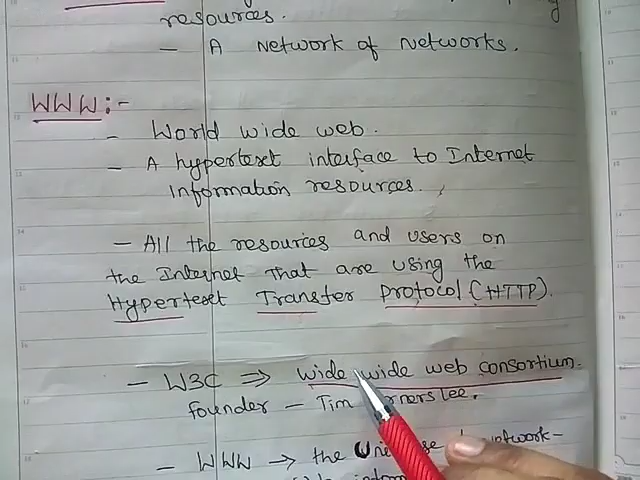 resources.
- A network of networks.
WWW:-
- World wide web.
- A hypertext interface to Internet
Information resources.
- All the resources and users on
the Internet that are using the
Hypertext Transfer Protocol (HTTP).
- W3C ⇒ wide wide web consortium.
founder - Tim Lee.
- WWW → the network-